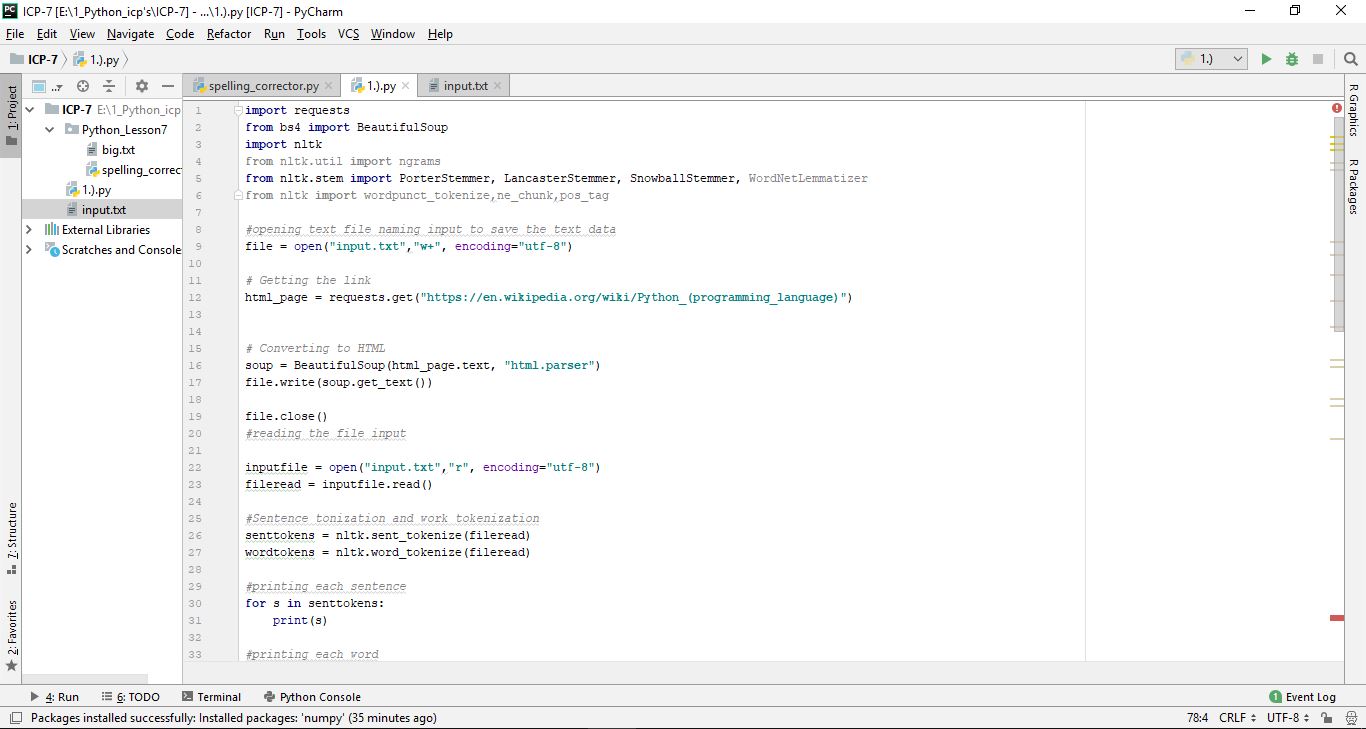 ICP-7 [E:\1_Python_icp's\ICP-7] - ...\1.).py [ICP-7] - PyCharm
File Edit View Navigate Code Refactor Run Tools VCS Window Help
ICP-7 1.).py 1.)
1: Project
spelling_corrector.py 1.).py input.txt
ICP-7 E:\1_Python_icp
Python_Lesson7
big.txt
spelling_correc
1.).py
input.txt
External Libraries
Scratches and Console
1 import requests
2 from bs4 import BeautifulSoup
3 import nltk
4 from nltk.util import ngrams
5 from nltk.stem import PorterStemmer, LancasterStemmer, SnowballStemmer, WordNetLemmatizer
6 from nltk import wordpunct_tokenize,ne_chunk,pos_tag
7
8 #opening text file naming input to save the text data
9 file = open("input.txt","w+", encoding="utf-8")
10
11 # Getting the link
12 html_page = requests.get("https://en.wikipedia.org/wiki/Python_(programming_language)")
13
14
15 # Converting to HTML
16 soup = BeautifulSoup(html_page.text, "html.parser")
17 file.write(soup.get_text())
18
19 file.close()
20 #reading the file input
21
22 inputfile = open("input.txt","r", encoding="utf-8")
23 fileread = inputfile.read()
24
25 #Sentence tonization and work tokenization
26 senttokens = nltk.sent_tokenize(fileread)
27 wordtokens = nltk.word_tokenize(fileread)
28
29 #printing each sentence
30 for s in senttokens:
31 print(s)
32
33 #printing each word
R Graphics
R Packages
7: Structure
2: Favorites
4: Run 6: TODO Terminal Python Console 1 Event Log
Packages installed successfully: Installed packages: 'numpy' (35 minutes ago) 78:4 CRLF UTF-8